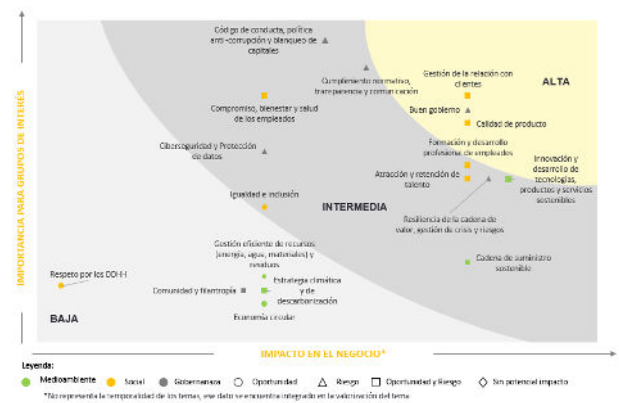 IMPORTANCIA PARA GRUPOS DE INTERÉS
Código de conducta, política
anti-corrupción y blanqueo de
capitales
Cumplimiento normativo,
transparencia y comunicación
Gestión de la relación con
clientes
ALTA
Compromiso, bienestar y salud
de los empleados
Buen gobierno
Calidad de producto
Ciberseguridad y Protección
de datos
Formación y desarrollo
profesional de empleados
Innovación y
desarrollo de
tecnologías,
productos y servicios
sostenibles
Atracción y retención de
talento
Igualdad e inclusión
INTERMEDIA
Resiliencia de la cadena de
valor, gestión de crisis y riesgos
Gestión eficiente de recursos
(energía, agua, materiales) y
residuos
Cadena de suministro
sostenible
Respeto por los DDHH
Estrategia climática
y de
descarbonización
Comunidad y filantropía
Economía circular
BAJA
IMPACTO EN EL NEGOCIO*
Leyenda:
Medioambiente Social Gobernanza Oportunidad Riesgo Oportunidad y Riesgo Sin potencial impacto
*No representa la temporalidad de los temas, ese dato se encuentra integrado en la valorización del tema